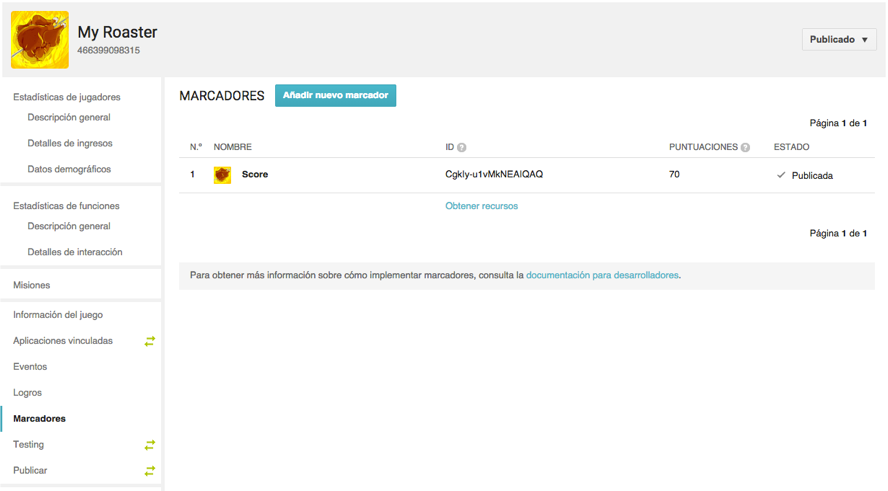 My Roaster
466399098315
Publicado
Estadísticas de jugadores
Descripción general
Detalles de ingresos
Datos demográficos
Estadísticas de funciones
Descripción general
Detalles de interacción
Misiones
Información del juego
Aplicaciones vinculadas
Eventos
Logros
Marcadores
Testing
Publicar
MARCADORES Añadir nuevo marcador
Página 1 de 1
N.º NOMBRE ID ? PUNTUACIONES ? ESTADO
1 Score CgkIy-u1vMkNEAIQAQ 70 Publicada
Obtener recursos
Página 1 de 1
Para obtener más información sobre cómo implementar marcadores, consulta la documentación para desarrolladores.